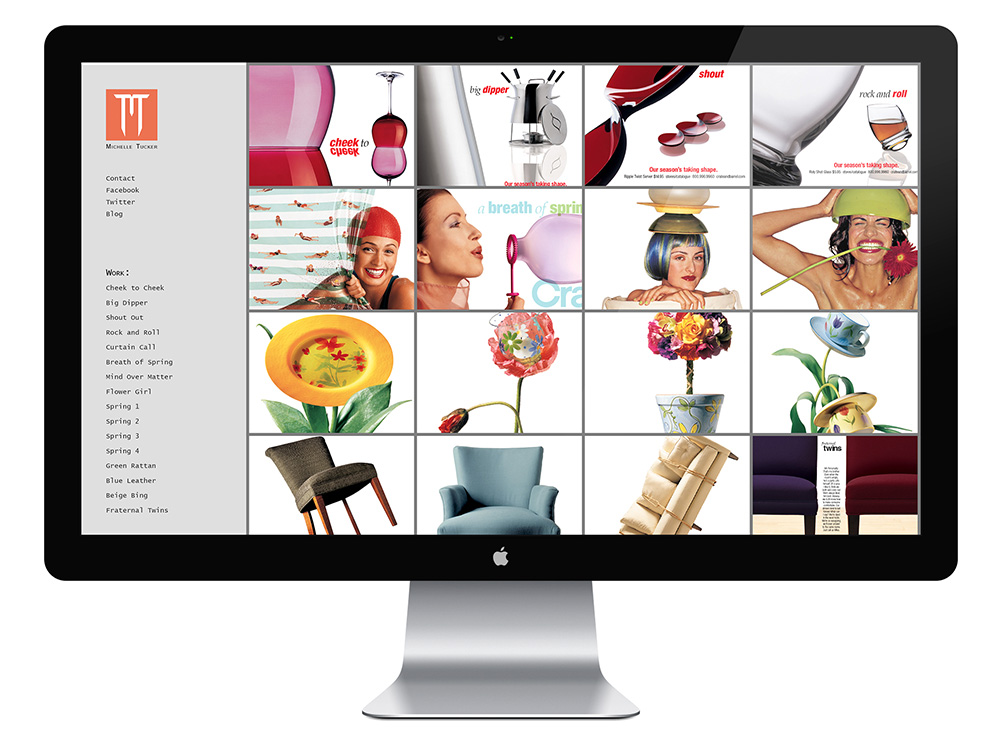 MICHELLE TUCKER
Contact
Facebook
Twitter
Blog
WORK:
Cheek to Cheek
Big Dipper
Shout Out
Rock and Roll
Curtain Call
Breath of Spring
Mind Over Matter
Flower Girl
Spring 1
Spring 2
Spring 3
Spring 4
Green Rattan
Blue Leather
Beige Bing
Fraternal Twins
cheek to
cheek
big dipper
Our season's taking shape.
shout
Our season's taking shape.
rock and roll
Our season's taking shape.
a breath of sprin
Cra
Fraternal
twins